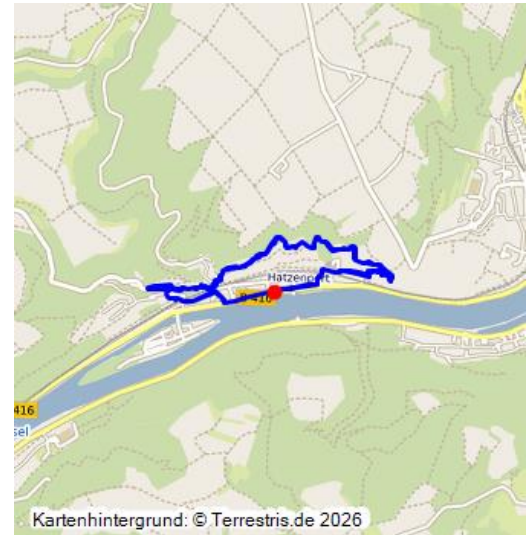 Hatzenport
B 416
416
sel
Kartenhintergrund: © Terrestris.de 2026